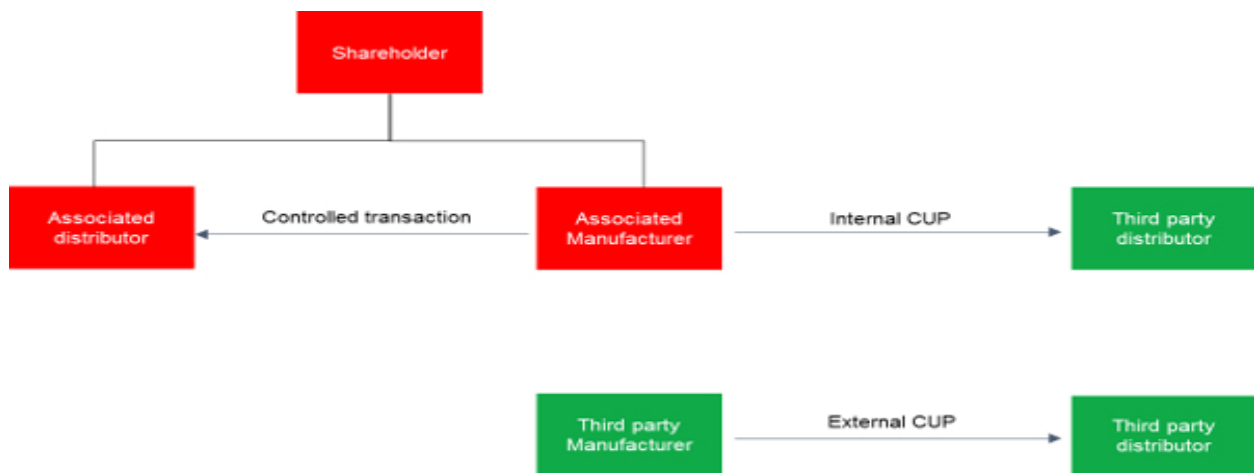 Shareholder
Associated
distributor
Controlled transaction
Associated
Manufacturer
Internal CUP
Third party
distributor
Third party
Manufacturer
External CUP
Third party
distributor